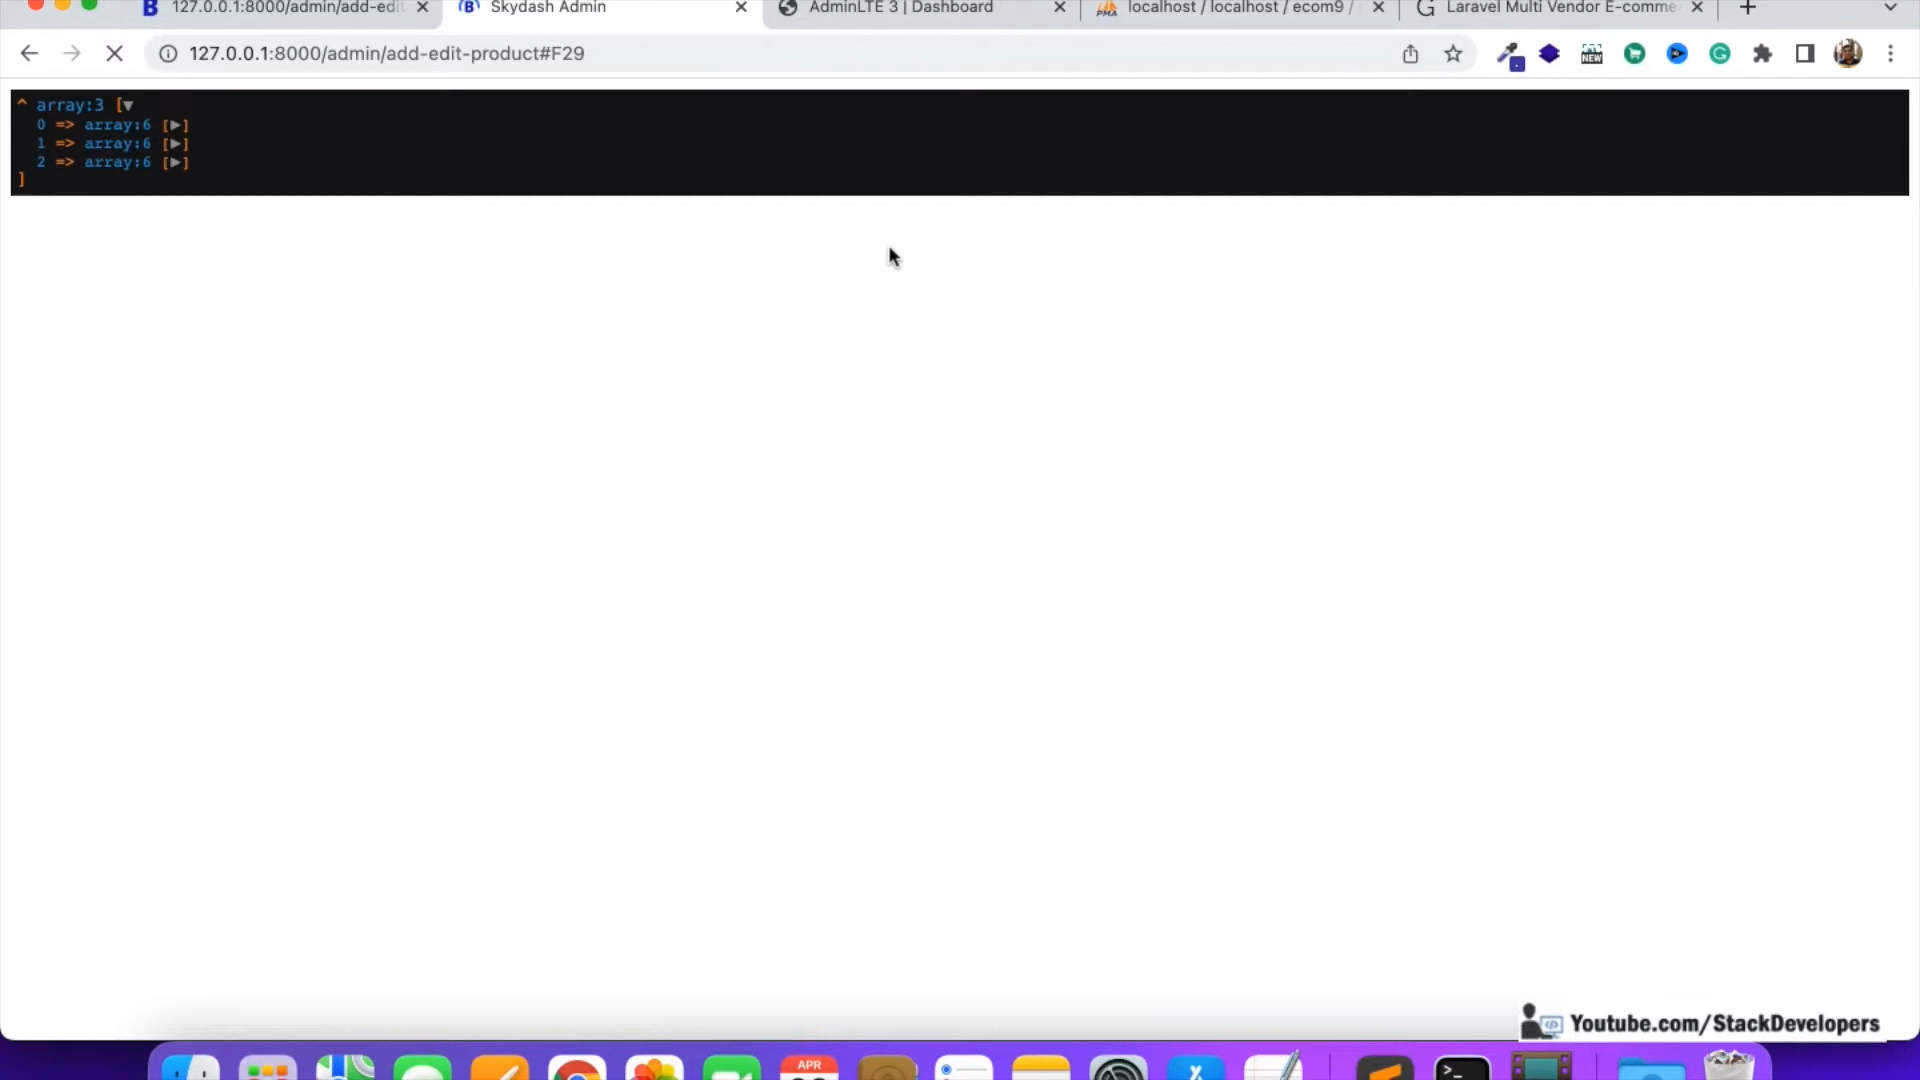 127.0.0.1:8000/admin/add-edit
Skydash Admin
AdminLTE 3 | Dashboard
localhost / localhost / ecom9 /
Laravel Multi Vendor E-comme
127.0.0.1:8000/admin/add-edit-product#F29
NEW
^ array:3 [▼
0 => array:6 [▶]
1 => array:6 [▶]
2 => array:6 [▶]
]
Youtube.com/StackDevelopers
APR